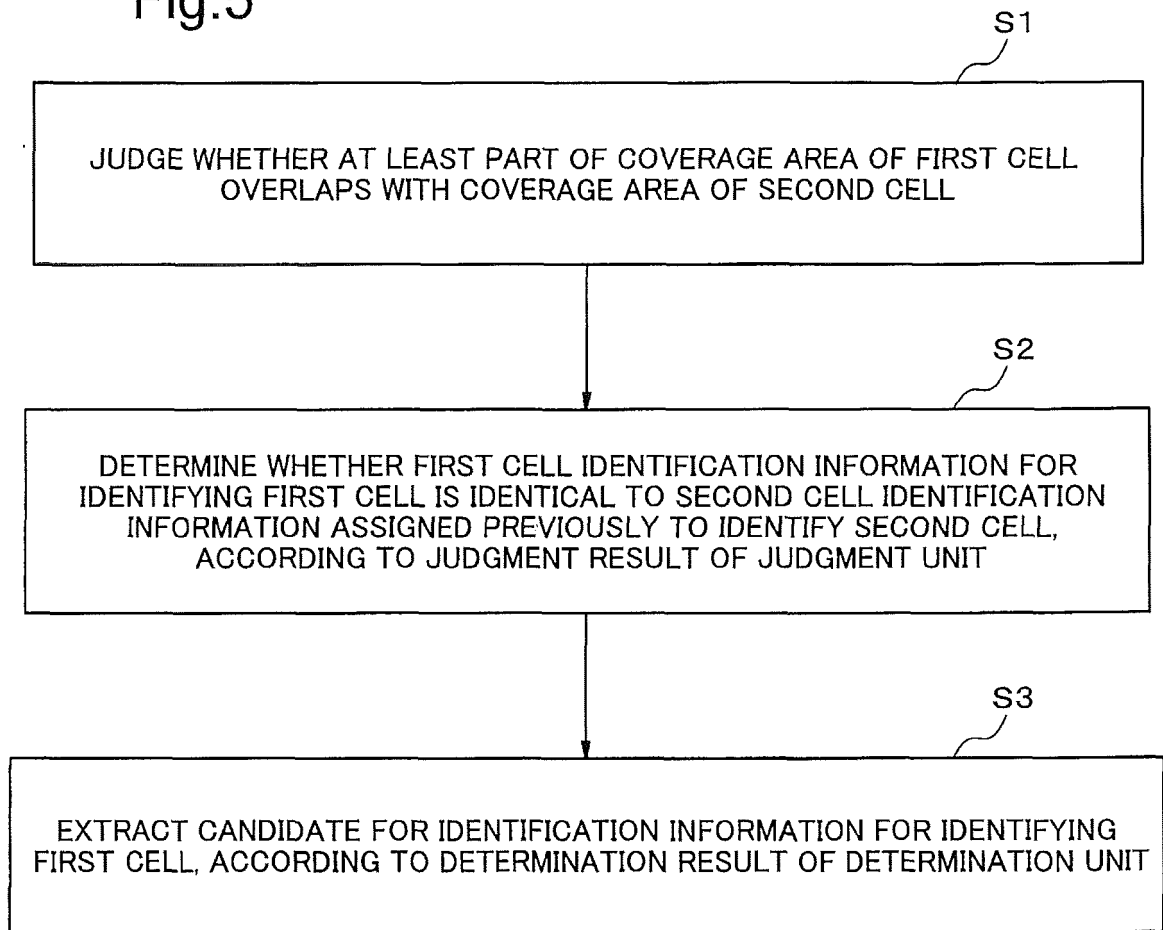 Fig.3
S1
JUDGE WHETHER AT LEAST PART OF COVERAGE AREA OF FIRST CELL
OVERLAPS WITH COVERAGE AREA OF SECOND CELL
S2
DETERMINE WHETHER FIRST CELL IDENTIFICATION INFORMATION FOR
IDENTIFYING FIRST CELL IS IDENTICAL TO SECOND CELL IDENTIFICATION
INFORMATION ASSIGNED PREVIOUSLY TO IDENTIFY SECOND CELL,
ACCORDING TO JUDGMENT RESULT OF JUDGMENT UNIT
S3
EXTRACT CANDIDATE FOR IDENTIFICATION INFORMATION FOR IDENTIFYING
FIRST CELL, ACCORDING TO DETERMINATION RESULT OF DETERMINATION UNIT